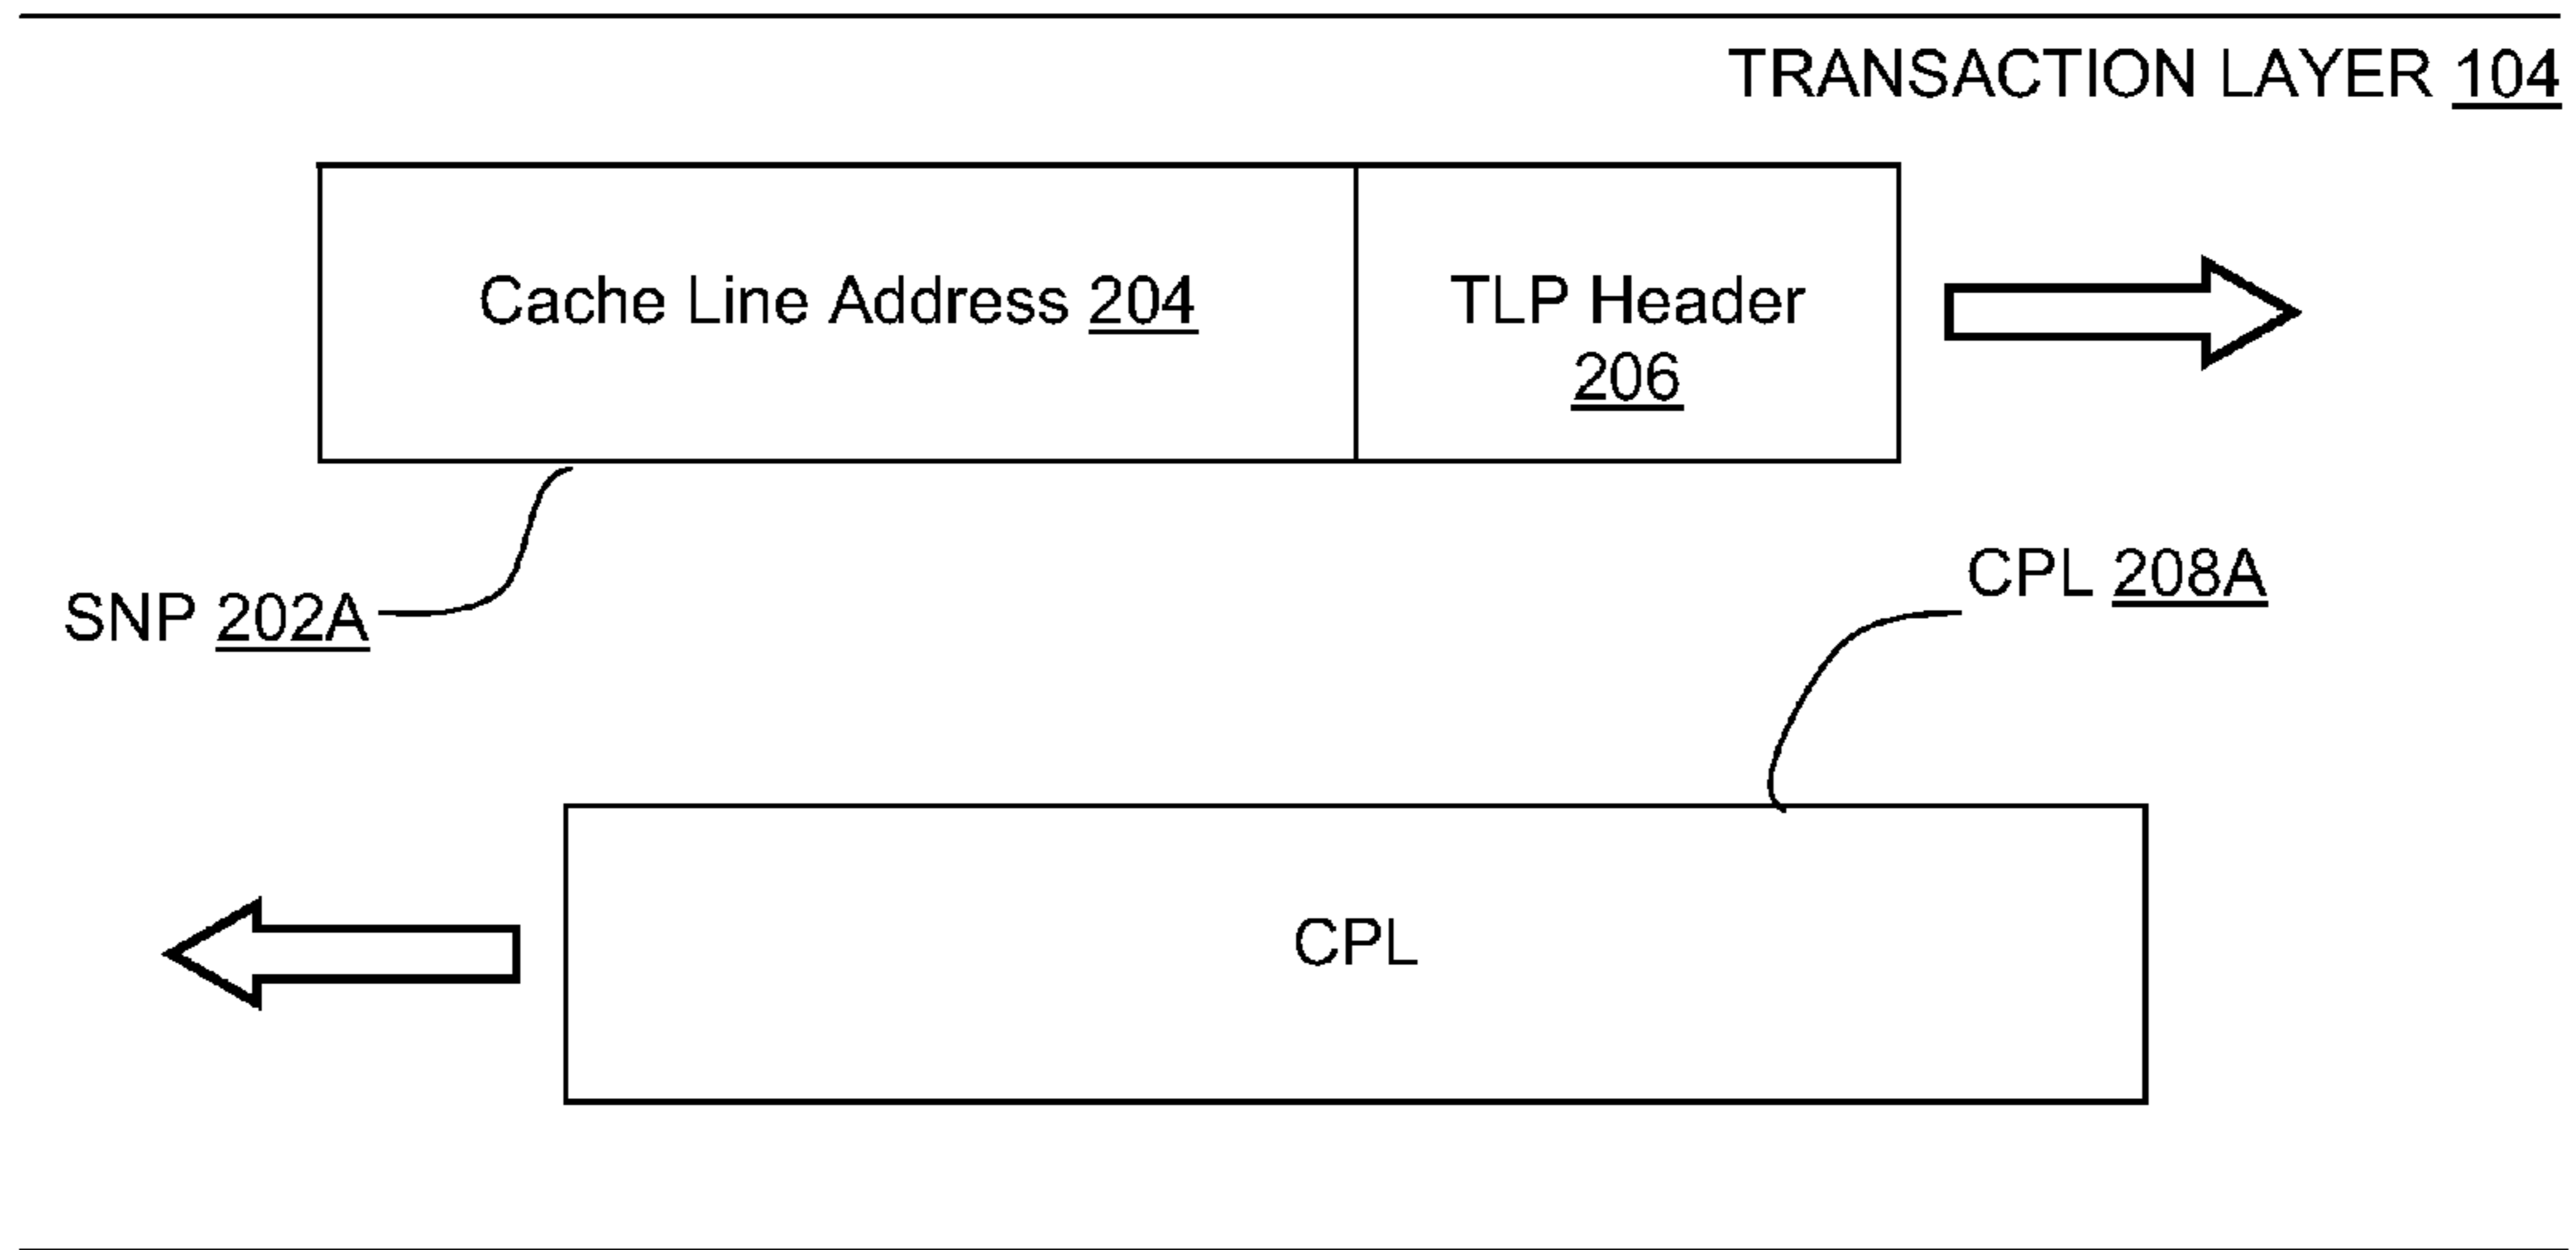 TRANSACTION LAYER 104
Cache Line Address 204
TLP Header
206
SNP 202A
CPL 208A
CPL